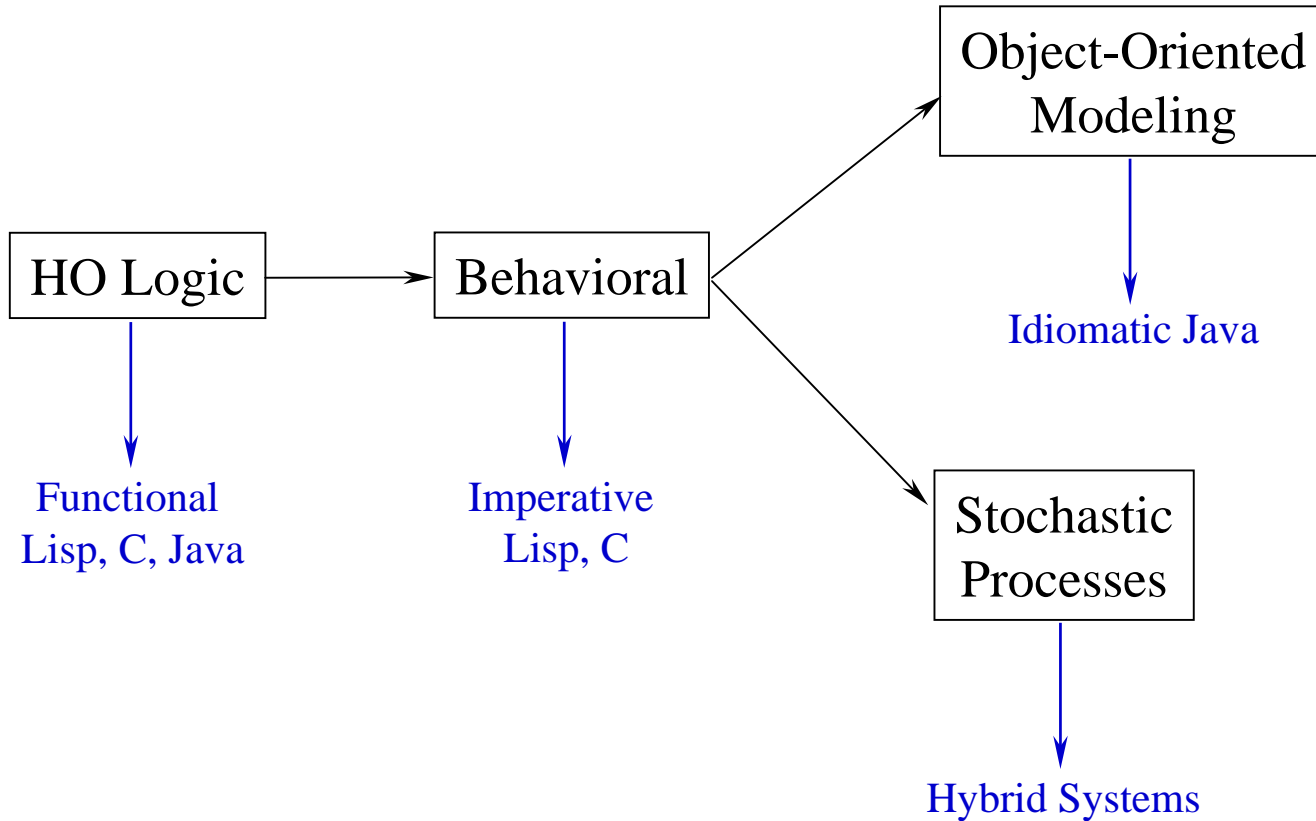 Object-Oriented
Modeling
HO Logic
Behavioral
Idiomatic Java
Functional
Lisp, C, Java
Imperative
Lisp, C
Stochastic
Processes
Hybrid Systems